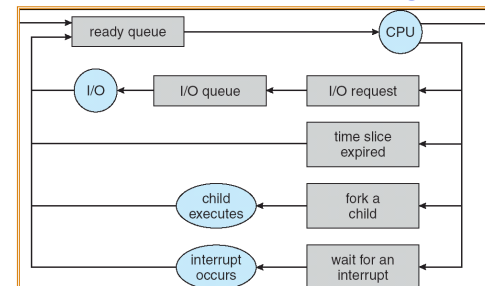 ready queue
CPU
I/O
I/O queue
I/O request
time slice
expired
child
executes
fork a
child
interrupt
occurs
wait for an
interrupt